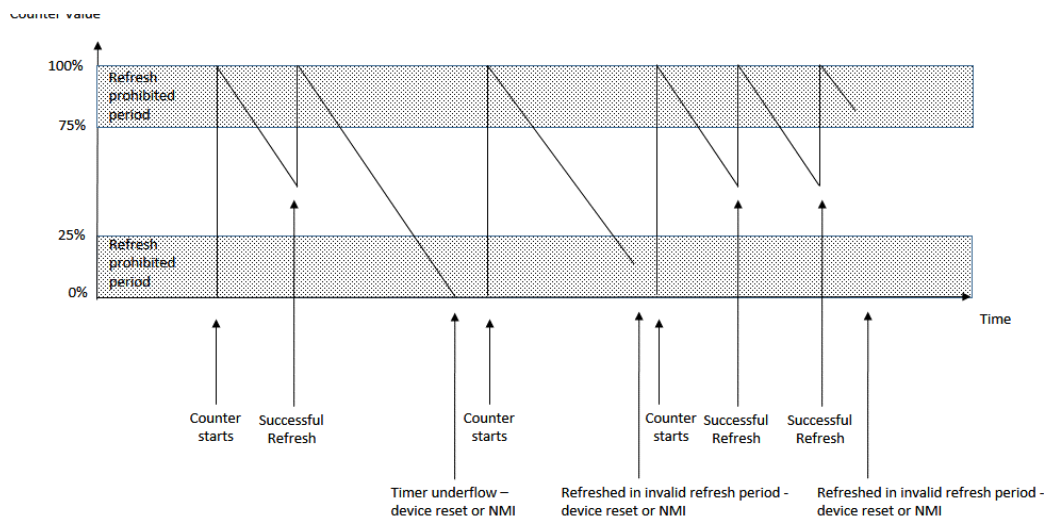 Counter Value
100%
Refresh
prohibited
period
75%
25%
Refresh
prohibited
period
0%
Time
Counter
starts
Successful
Refresh
Counter
starts
Counter
starts
Successful
Refresh
Successful
Refresh
Timer underflow –
device reset or NMI
Refreshed in invalid refresh period -
device reset or NMI
Refreshed in invalid refresh period -
device reset or NMI